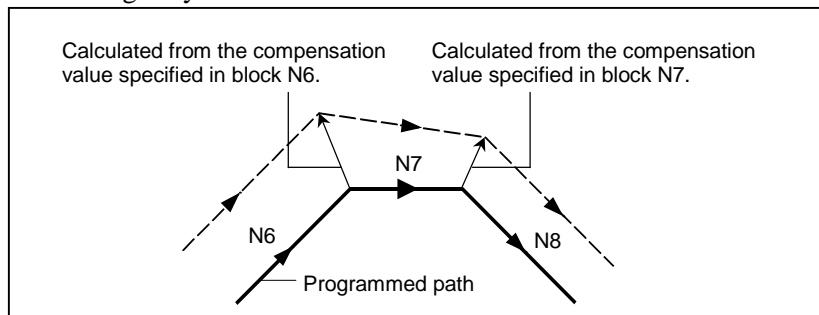 Calculated from the compensation
value specified in block N6.
Calculated from the compensation
value specified in block N7.
N7
N6
N8
Programmed path